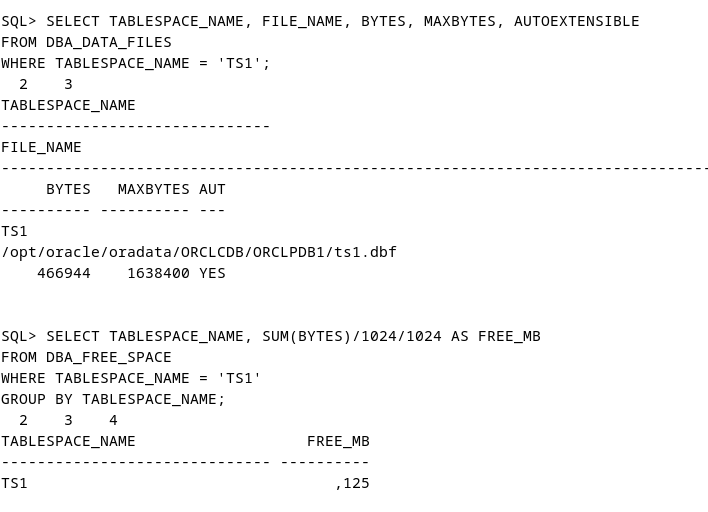 SQL> SELECT TABLESPACE_NAME, FILE_NAME, BYTES, MAXBYTES, AUTOEXTENSIBLE
FROM DBA_DATA_FILES
WHERE TABLESPACE_NAME = 'TS1';
  2    3
TABLESPACE_NAME
------------------------------
FILE_NAME
--------------------------------------------------------------------------------
     BYTES   MAXBYTES AUT
---------- ---------- ---
TS1
/opt/oracle/oradata/ORCLCDB/ORCLPDB1/ts1.dbf
    466944    1638400 YES
SQL> SELECT TABLESPACE_NAME, SUM(BYTES)/1024/1024 AS FREE_MB
FROM DBA_FREE_SPACE
WHERE TABLESPACE_NAME = 'TS1'
GROUP BY TABLESPACE_NAME;
  2    3    4
TABLESPACE_NAME                   FREE_MB
------------------------------ ----------
TS1                                  ,125